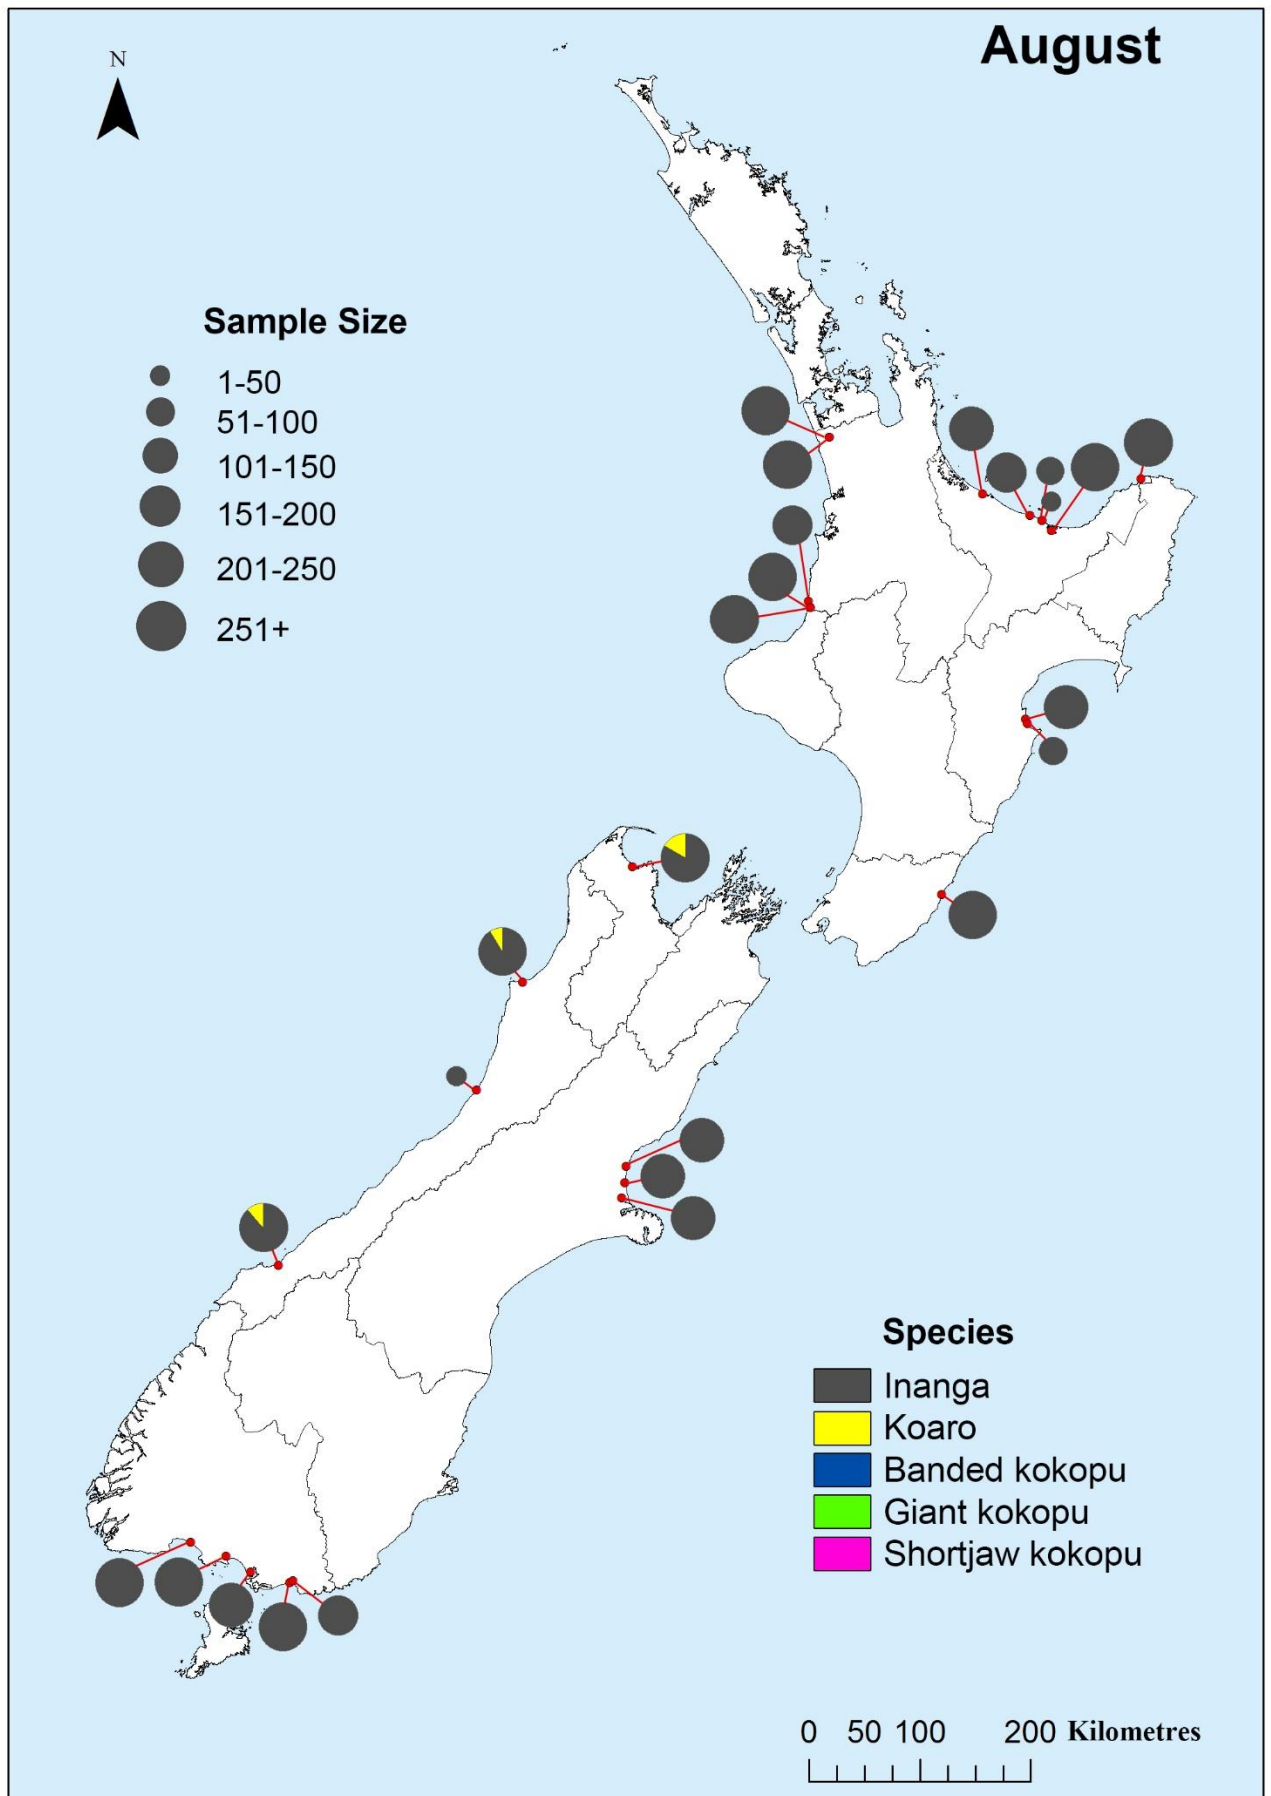 August
N
Sample Size
1-50
51-100
101-150
151-200
201-250
251+
Species
Inanga
Koaro
Banded kokopu
Giant kokopu
Shortjaw kokopu
0 50 100 200 Kilometres